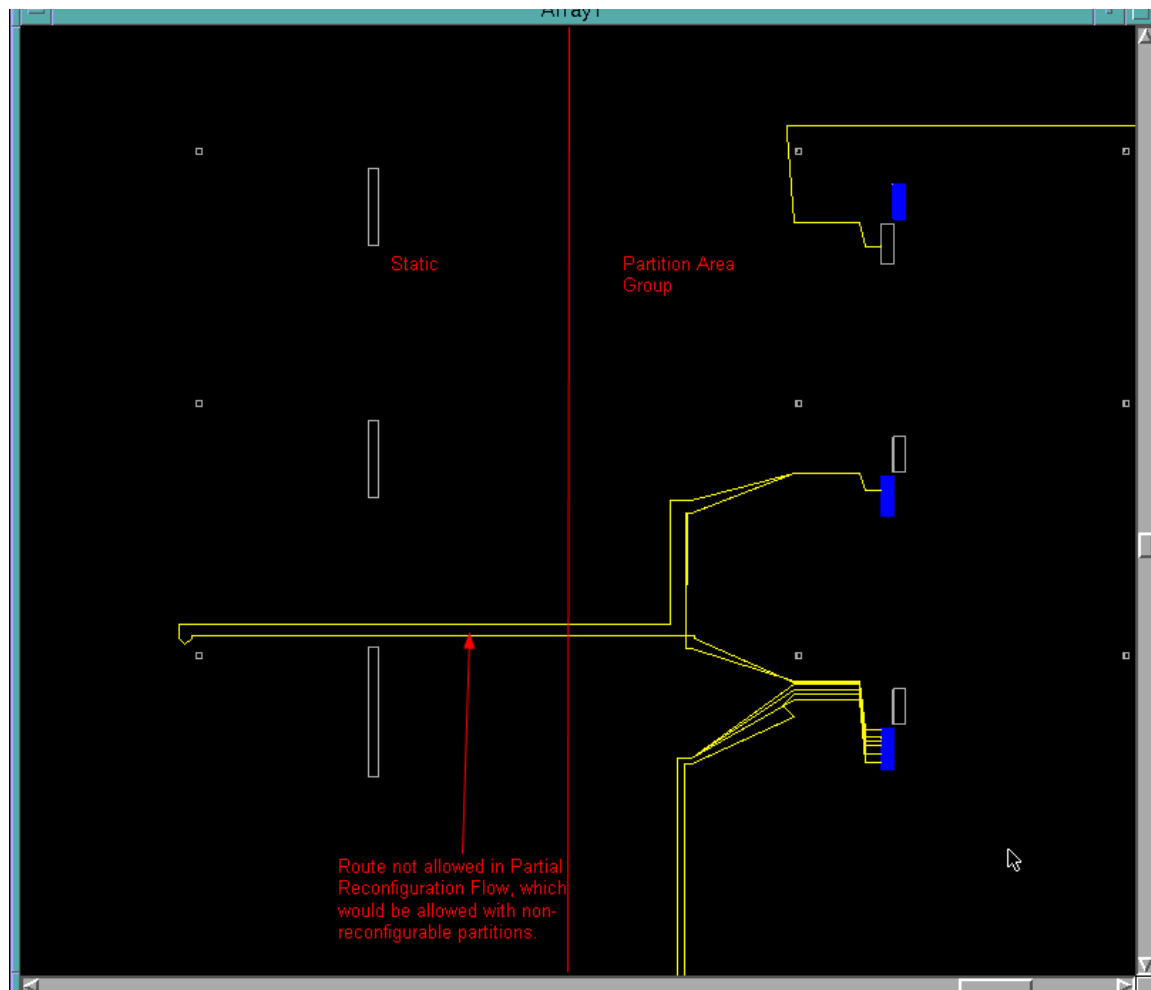 Array1
Static
Partition Area
Group
Route not allowed in Partial
Reconfiguration Flow, which
would be allowed with non-
reconfigurable partitions.